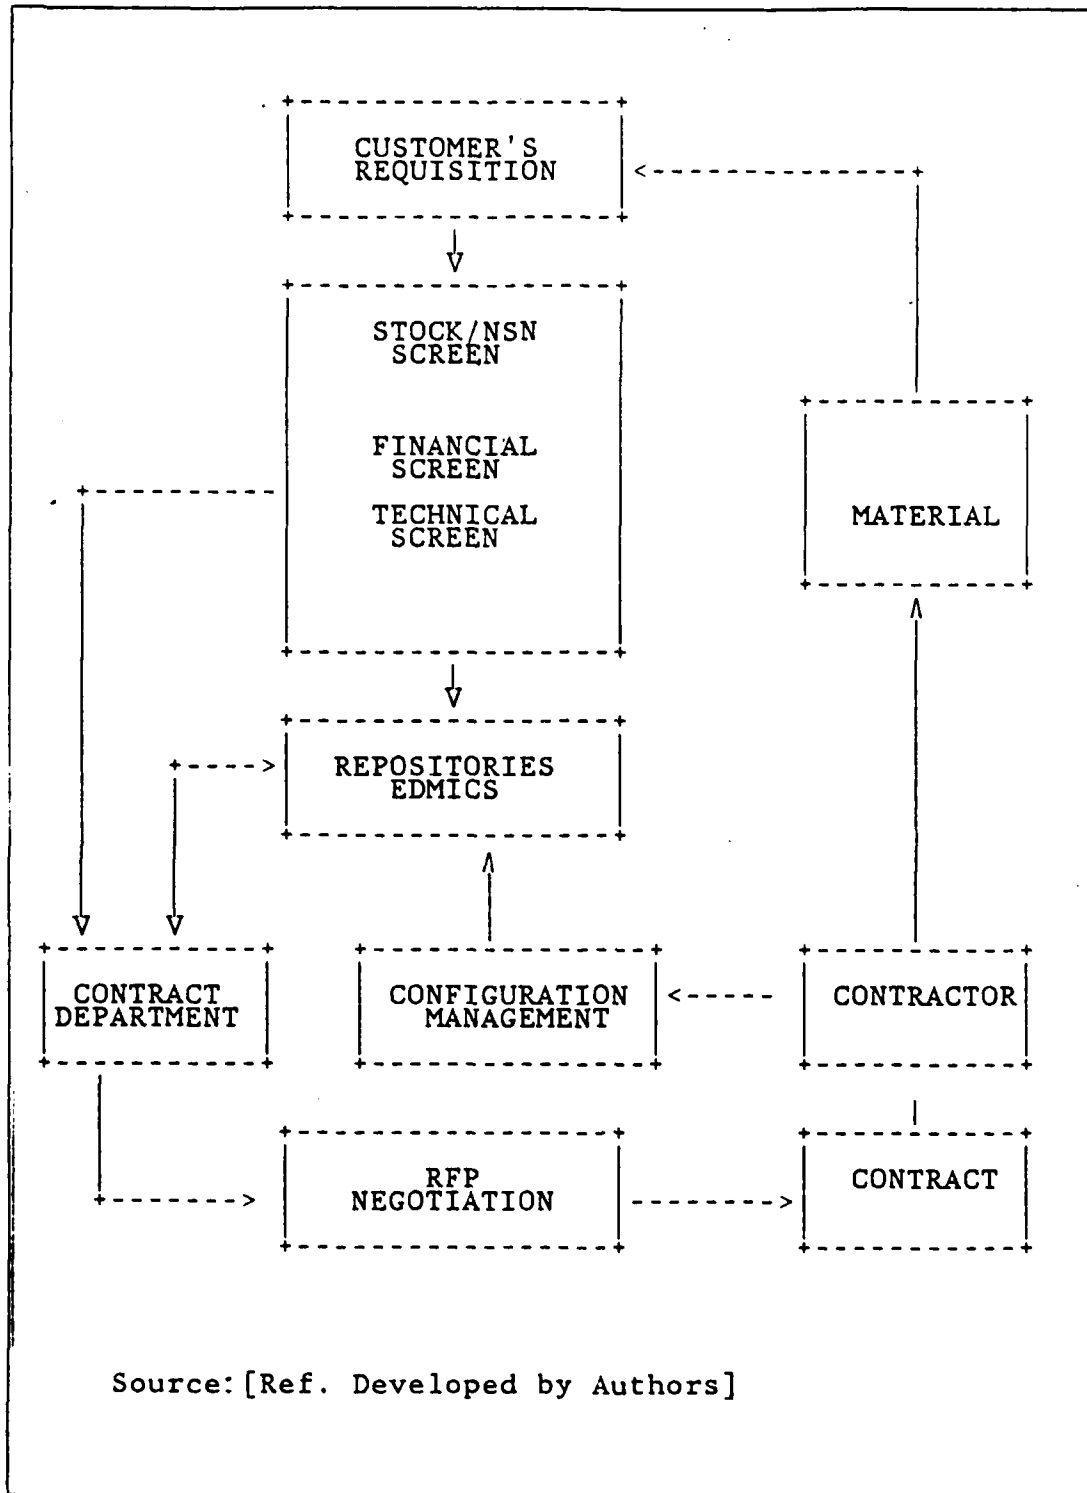 CUSTOMER'S
REQUISITION
STOCK/NSN
SCREEN
FINANCIAL
SCREEN
TECHNICAL
SCREEN
MATERIAL
REPOSITORIES
EDMICS
CONTRACT
DEPARTMENT
CONFIGURATION
MANAGEMENT
CONTRACTOR
RFP
NEGOTIATION
CONTRACT
Source:[Ref. Developed by Authors]